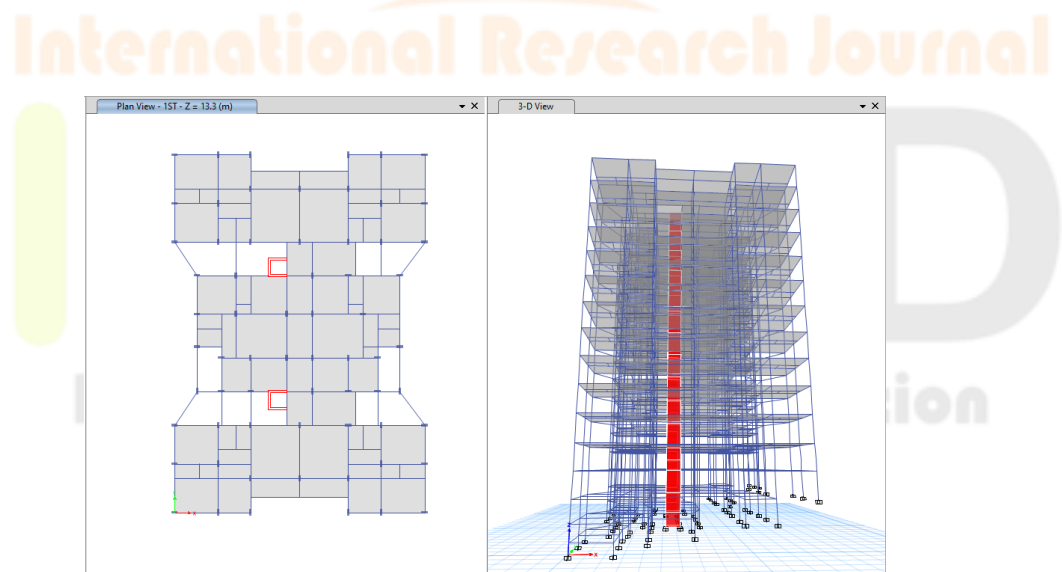 International Research Journal
Plan View - 1ST - Z = 13.3 (m)
3-D View